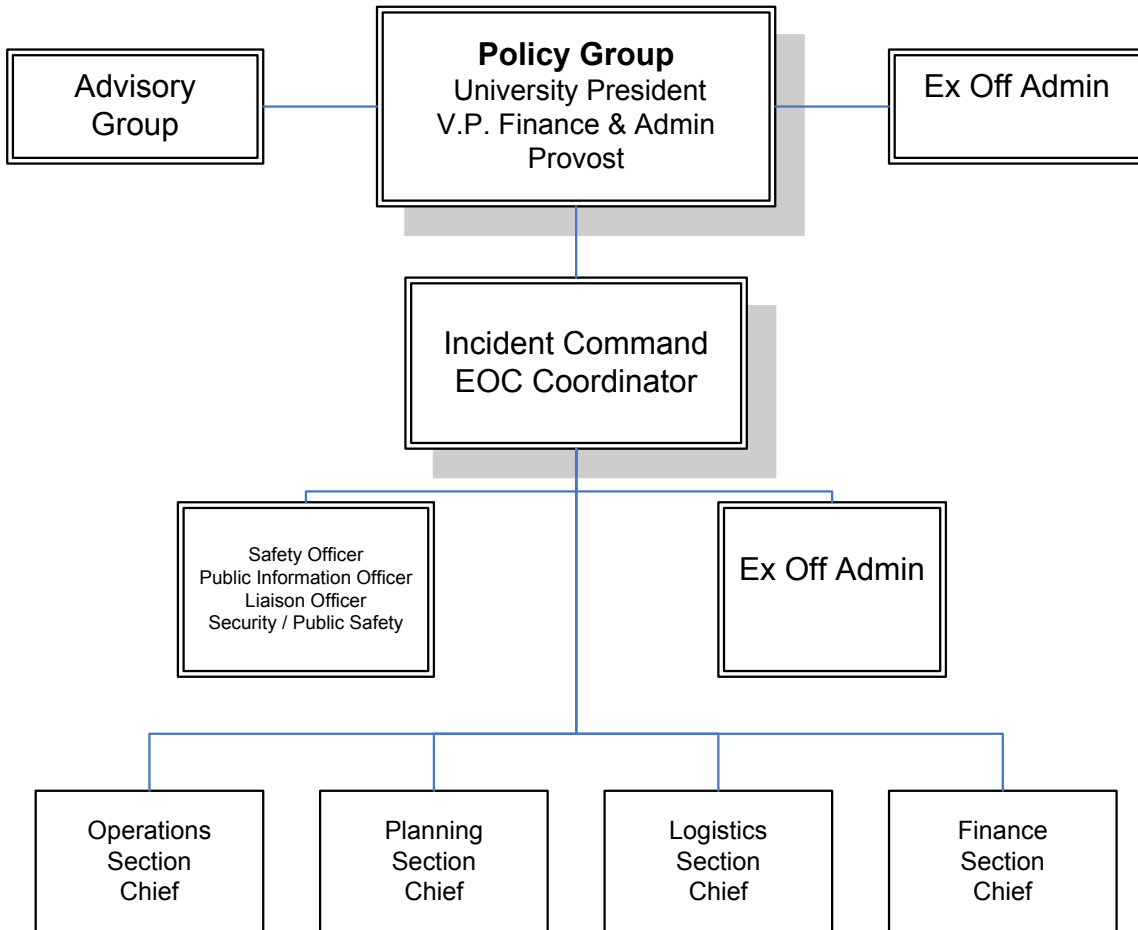 Advisory
Group
Policy Group
University President
V.P. Finance & Admin
Provost
Ex Off Admin
Incident Command
EOC Coordinator
Safety Officer
Public Information Officer
Liaison Officer
Security / Public Safety
Ex Off Admin
Operations
Section
Chief
Planning
Section
Chief
Logistics
Section
Chief
Finance
Section
Chief